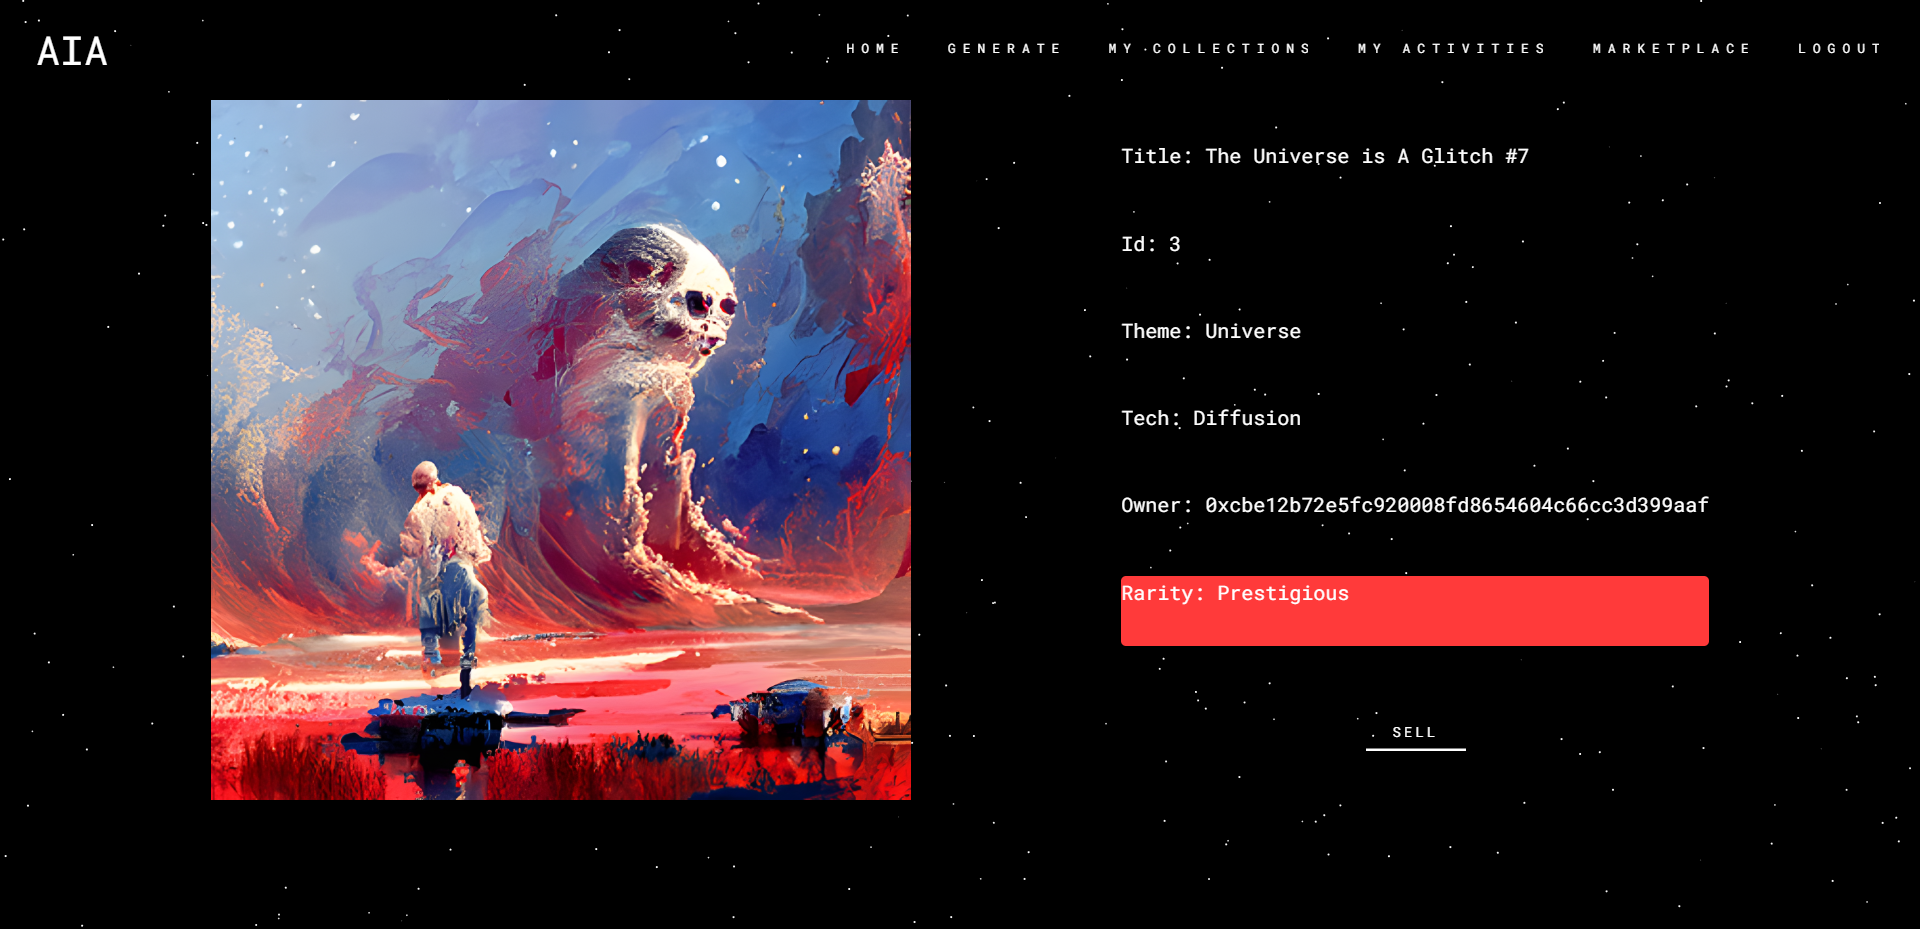 AIA
HOME GENERATE MY COLLECTIONS MY ACTIVITIES MARKETPLACE LOGOUT
Title: The Universe is A Glitch #7
Id: 3
Theme: Universe
Tech: Diffusion
Owner: 0xcbe12b72e5fc920008fd8654604c66cc3d399aaf
Rarity: Prestigious
SELL